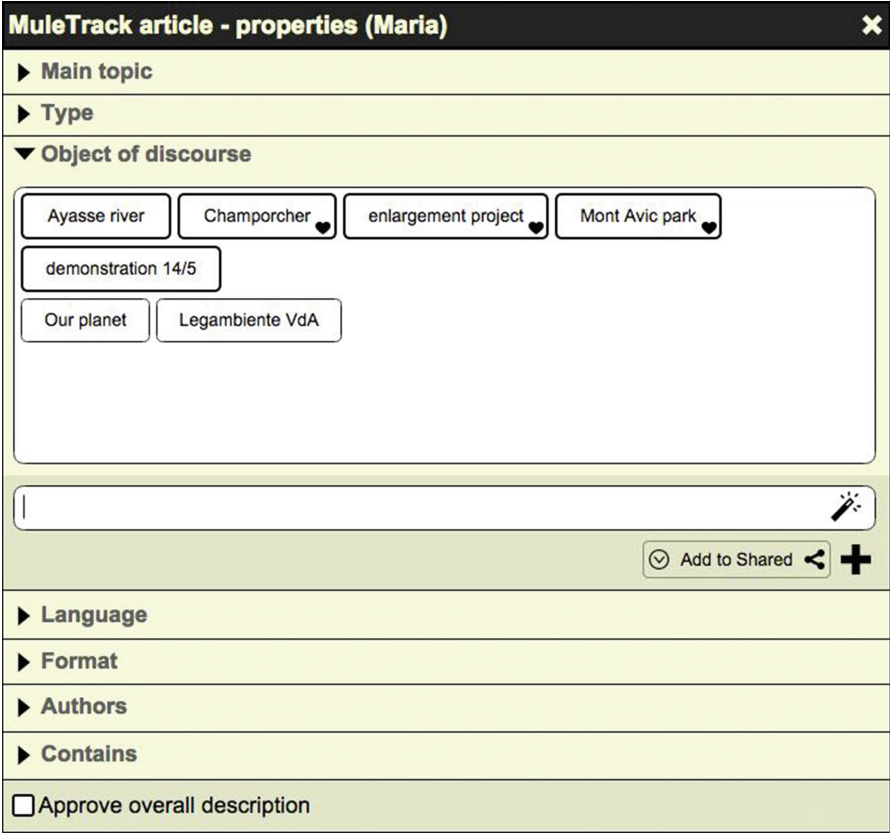 MuleTrack article - properties (Maria)
Main topic
Type
Object of discourse
Ayasse river Champorcher enlargement project Mont Avic park
demonstration 14/5
Our planet Legambiente VdA
Add to Shared
Language
Format
Authors
Contains
Approve overall description